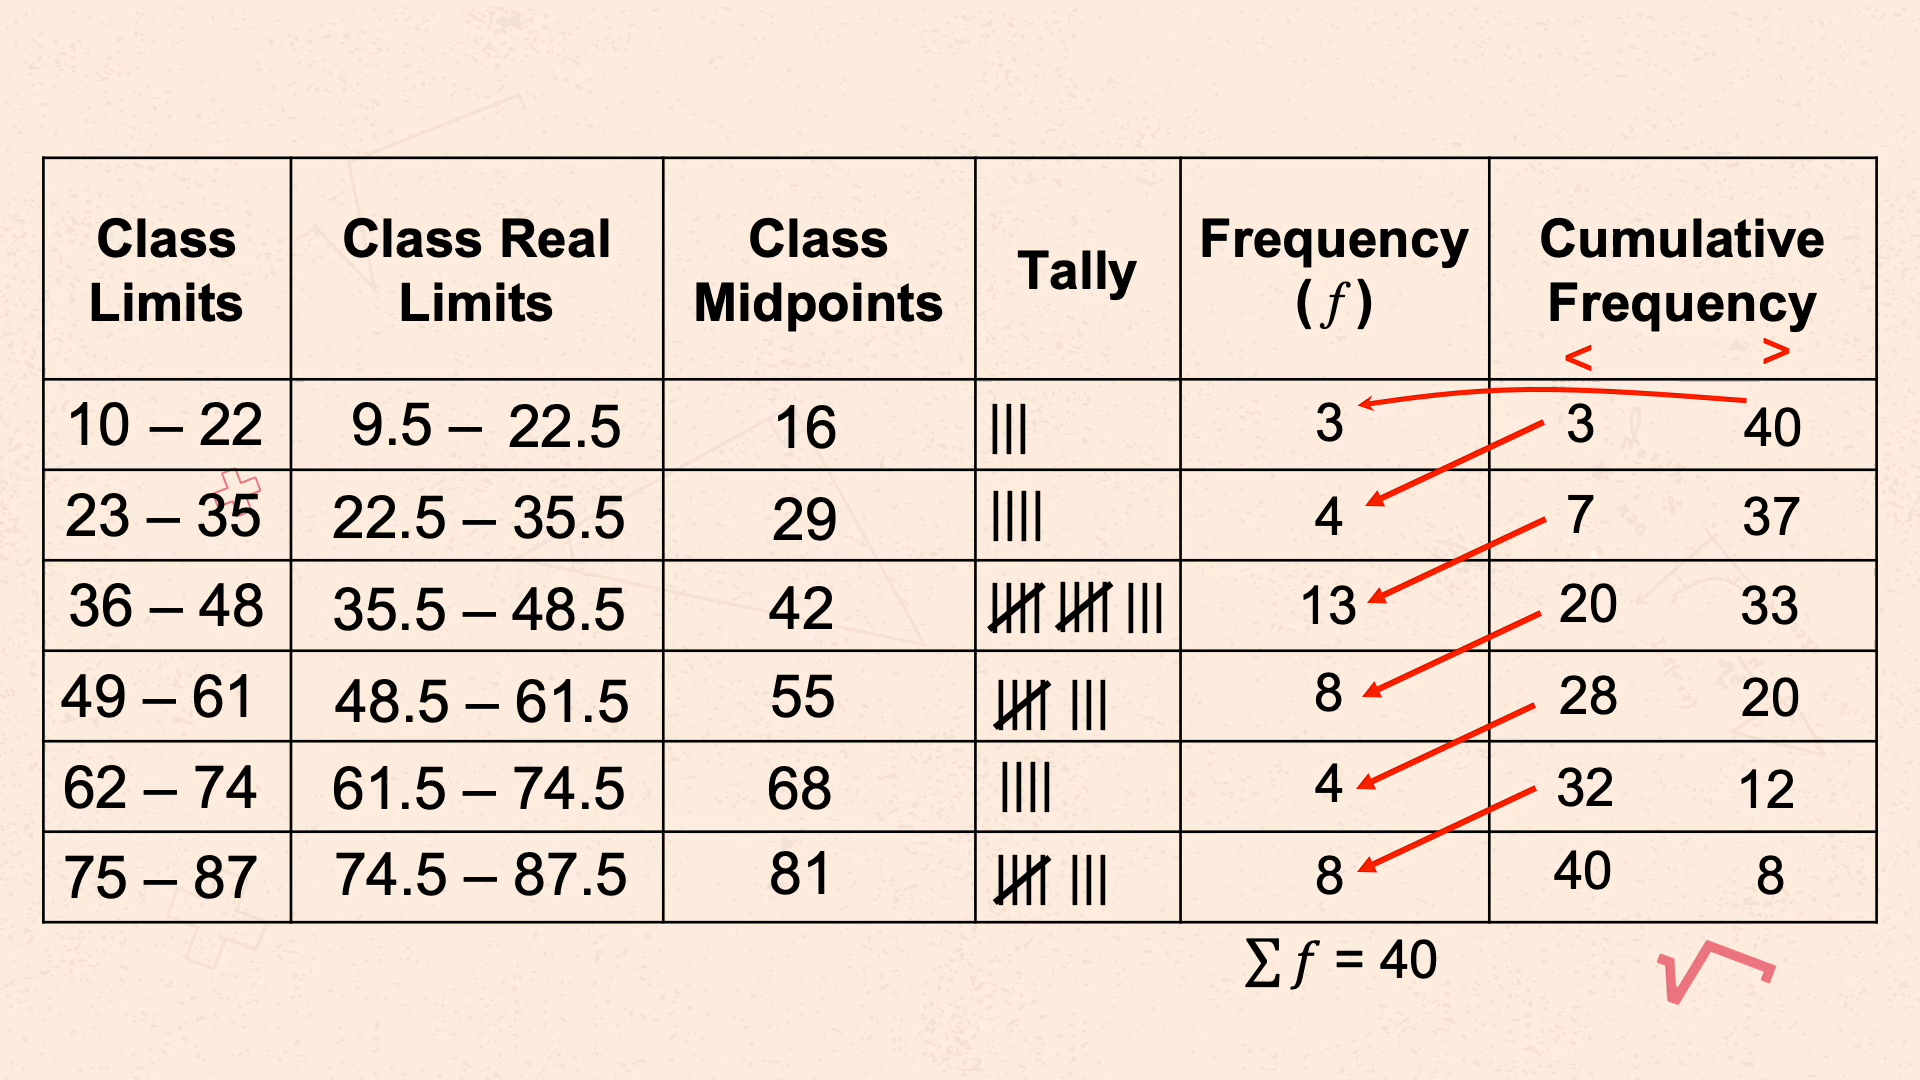 Class Limits Class Real Limits Class Midpoints Tally Frequency (f) Cumulative Frequency
< >
10 – 22 9.5 – 22.5 16 ||| 3 3 40
23 – 35 22.5 – 35.5 29 |||| 4 7 37
36 – 48 35.5 – 48.5 42 13 20 33
49 – 61 48.5 – 61.5 55 8 28 20
62 – 74 61.5 – 74.5 68 |||| 4 32 12
75 – 87 74.5 – 87.5 81 8 40 8
∑ f = 40
√